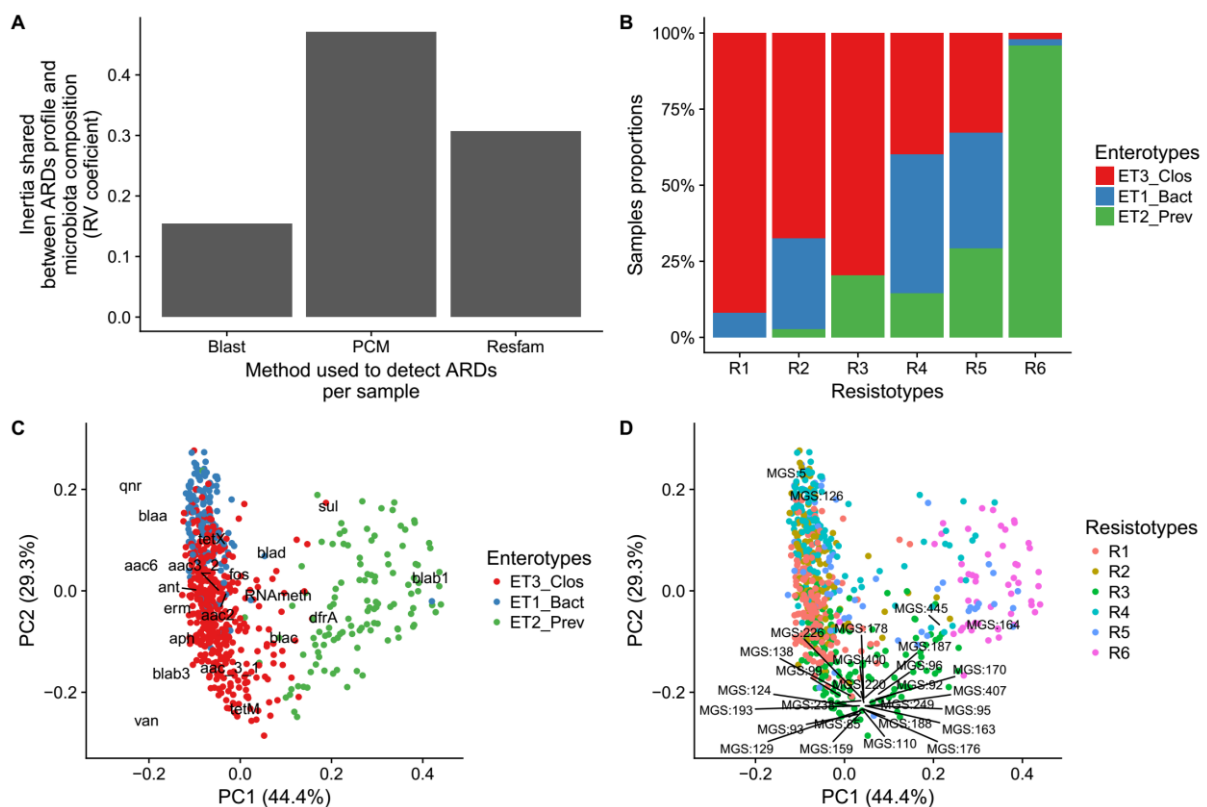 A
Inertia shared
between ARDs profile and
microbiota composition
(RV coeficient)
0.4
0.3
0.2
0.1
0.0
Blast PCM Resfam
Method used to detect ARDs
per sample
B
Samples proportions
100%
75%
50%
25%
0%
R1 R2 R3 R4 R5 R6
Resistotypes
Enterotypes
ET3_Clos
ET1_Bact
ET2_Prev
C
PC2 (29.3%)
0.2
0.0
−0.2
qnr
sul
blaa
tetX
blad
aac6 aac3_2
fos
blab1
ant
RNAmeth
erm
aac2
dfrA
aph
blac
blab3
aac_3_1
van
tetM
−0.2 0.0 0.2 0.4
PC1 (44.4%)
Enterotypes
ET3_Clos
ET1_Bact
ET2_Prev
D
PC2 (29.3%)
0.2
0.0
−0.2
MGS:5
MGS:126
MGS:445
MGS:164
MGS:226
MGS:178
MGS:187
MGS:138
MGS:400
MGS:96
MGS:170
MGS:99
MGS:220
MGS:92
MGS:124
MGS:407
MGS:193
MGS:249
MGS:95
MGS:93
MGS:85
MGS:188
MGS:163
MGS:129
MGS:159
MGS:110
MGS:176
−0.2 0.0 0.2 0.4
PC1 (44.4%)
Resistotypes
R1
R2
R3
R4
R5
R6